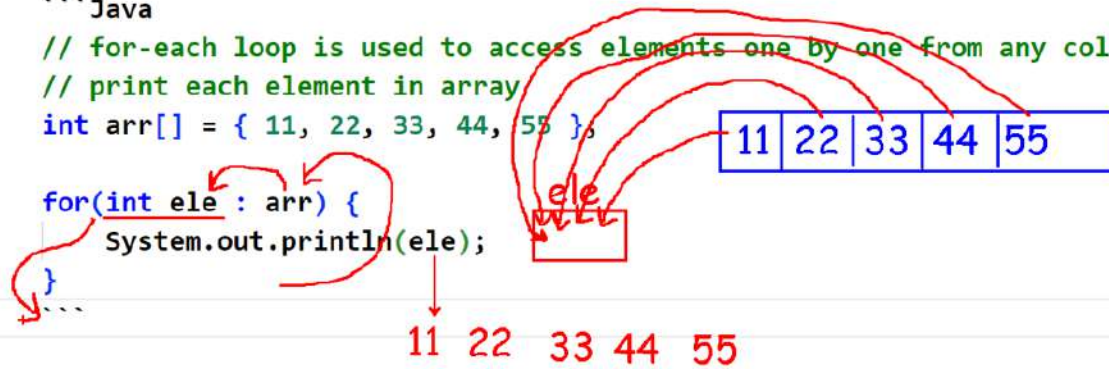 ```Java
// for-each loop is used to access elements one by one from any col
// print each element in array
int arr[] = { 11, 22, 33, 44, 55 };
11 22 33 44 55
ele
for(int ele : arr) {
System.out.println(ele);
}
```
11 22 33 44 55